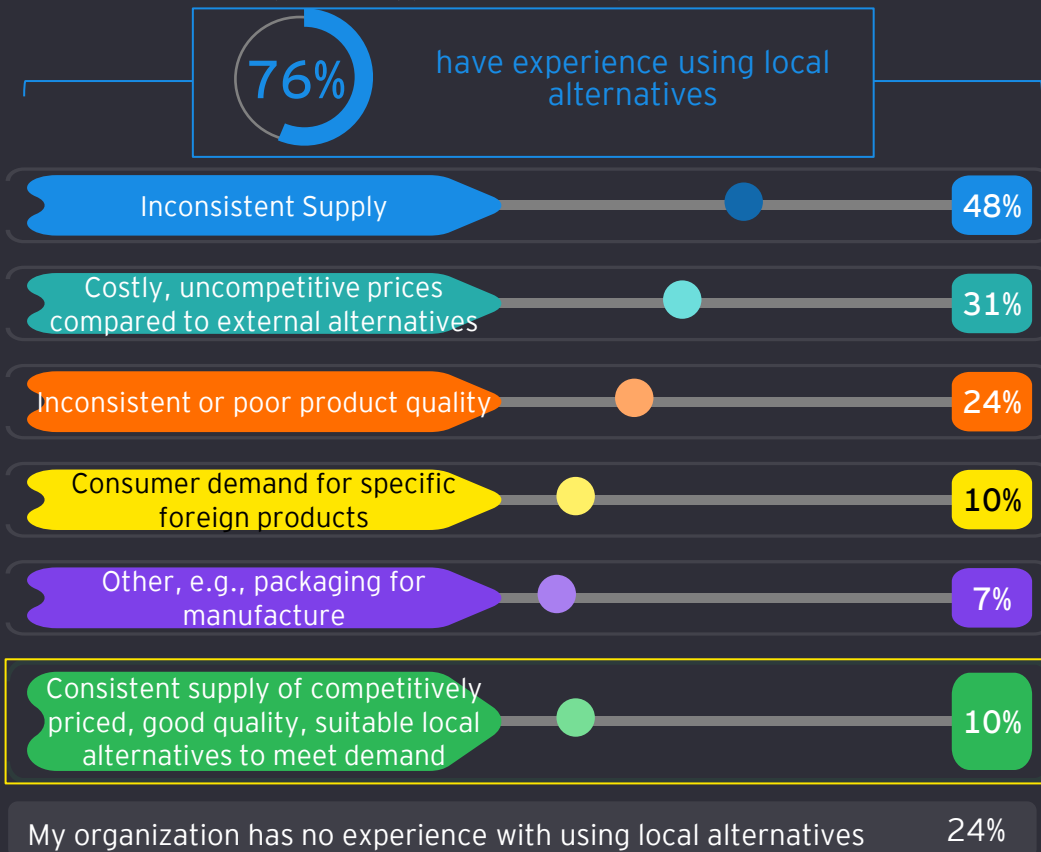 76%
have experience using local
alternatives
Inconsistent Supply
48%
Costly, uncompetitive prices
compared to external alternatives
31%
Inconsistent or poor product quality
24%
Consumer demand for specific
foreign products
10%
Other, e.g., packaging for
manufacture
7%
Consistent supply of competitively
priced, good quality, suitable local
alternatives to meet demand
10%
My organization has no experience with using local alternatives 24%